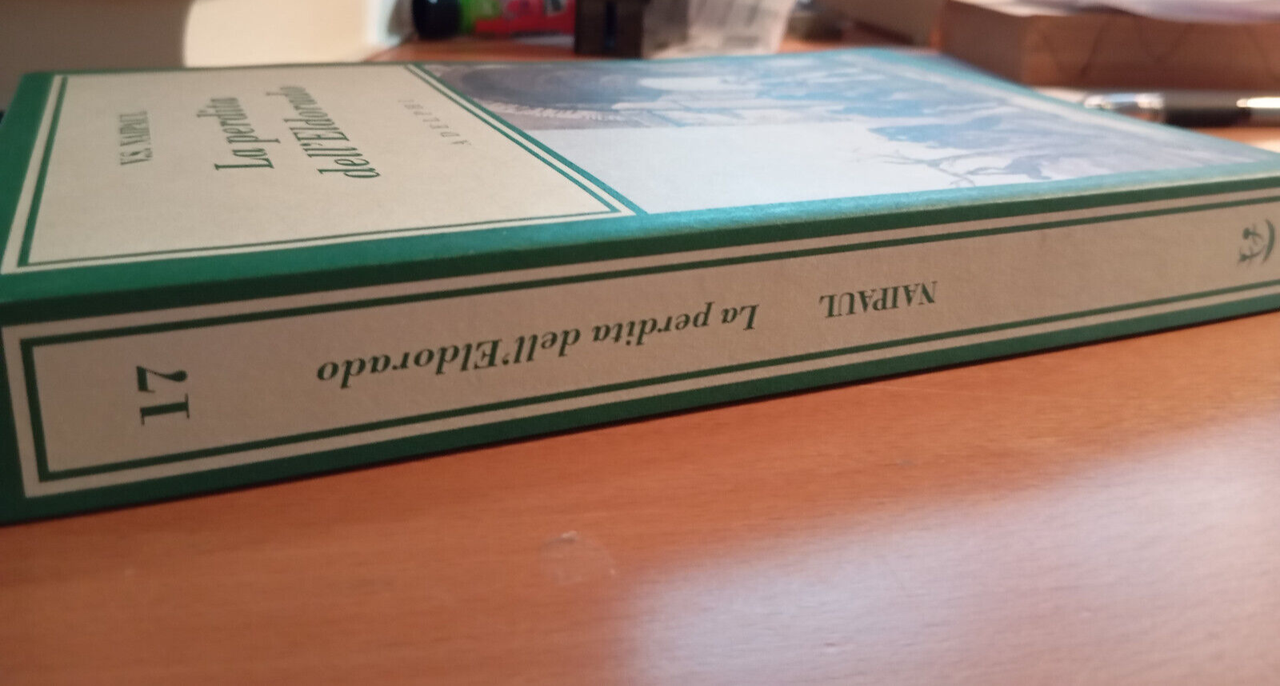 V.S. NAIPAUL
La perdita
dell'Eldorado
ADELPHI
NAIPAUL La perdita dell'Eldorado
17